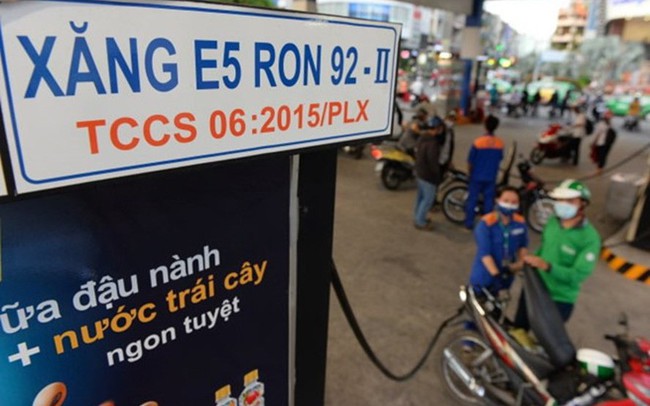 XĂNG E5 RON 92 - II
TCCS 06:2015/PLX
ữa đậu nành
+ nước trái cây
ngon tuyệt